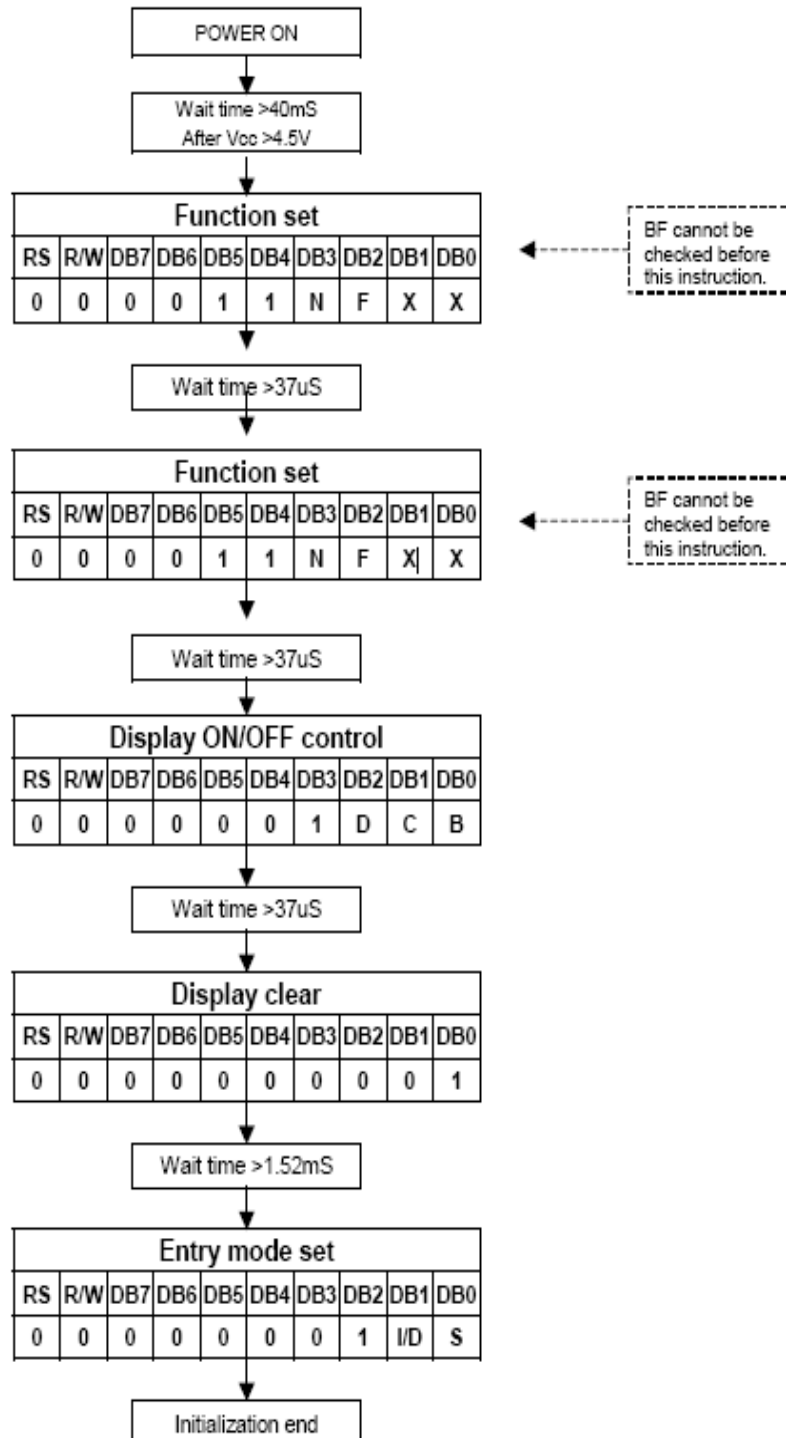 POWER ON
Wait time >40mS
After Vcc >4.5V
Function set
RS R/W DB7 DB6 DB5 DB4 DB3 DB2 DB1 DB0
0 0 0 0 1 1 N F X X
BF cannot be
checked before
this instruction.
Wait time >37uS
Function set
RS R/W DB7 DB6 DB5 DB4 DB3 DB2 DB1 DB0
0 0 0 0 1 1 N F X X
BF cannot be
checked before
this instruction.
Wait time >37uS
Display ON/OFF control
RS R/W DB7 DB6 DB5 DB4 DB3 DB2 DB1 DB0
0 0 0 0 0 0 1 D C B
Wait time >37uS
Display clear
RS R/W DB7 DB6 DB5 DB4 DB3 DB2 DB1 DB0
0 0 0 0 0 0 0 0 0 1
Wait time >1.52mS
Entry mode set
RS R/W DB7 DB6 DB5 DB4 DB3 DB2 DB1 DB0
0 0 0 0 0 0 0 1 I/D S
Initialization end